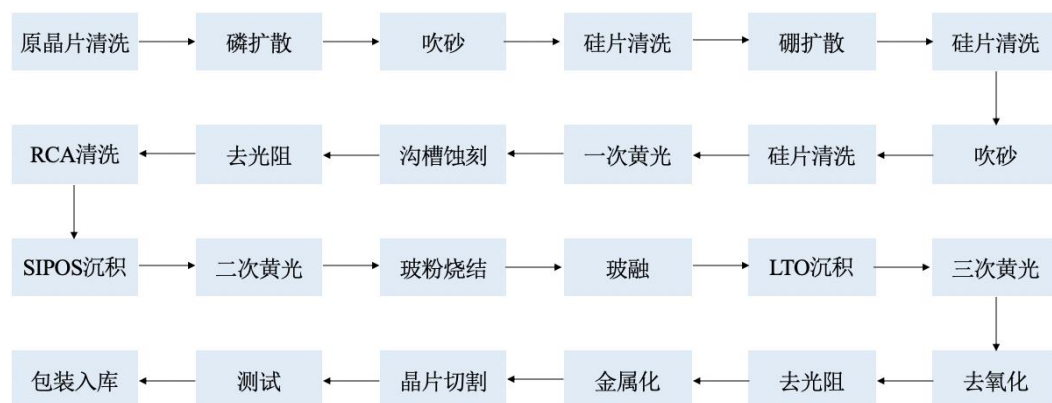 原晶片清洗
磷扩散
吹砂
硅片清洗
硼扩散
硅片清洗
吹砂
硅片清洗
一次黄光
沟槽蚀刻
去光阻
RCA清洗
SIPOS沉积
二次黄光
玻粉烧结
玻融
LTO沉积
三次黄光
去氧化
去光阻
金属化
晶片切割
测试
包装入库